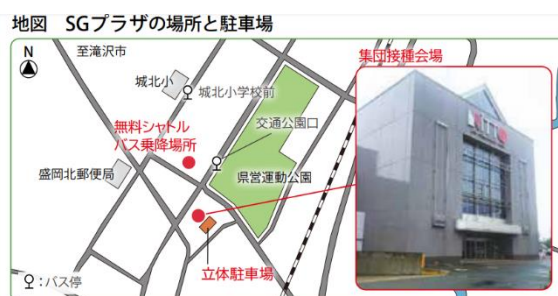 地図　SGプラザの場所と駐車場
N
至滝沢市
集団接種会場
城北小
城北小学校前
無料シャトル
バス乗降場所
交通公園口
盛岡北郵便局
県営運動公園
立体駐車場
：バス停